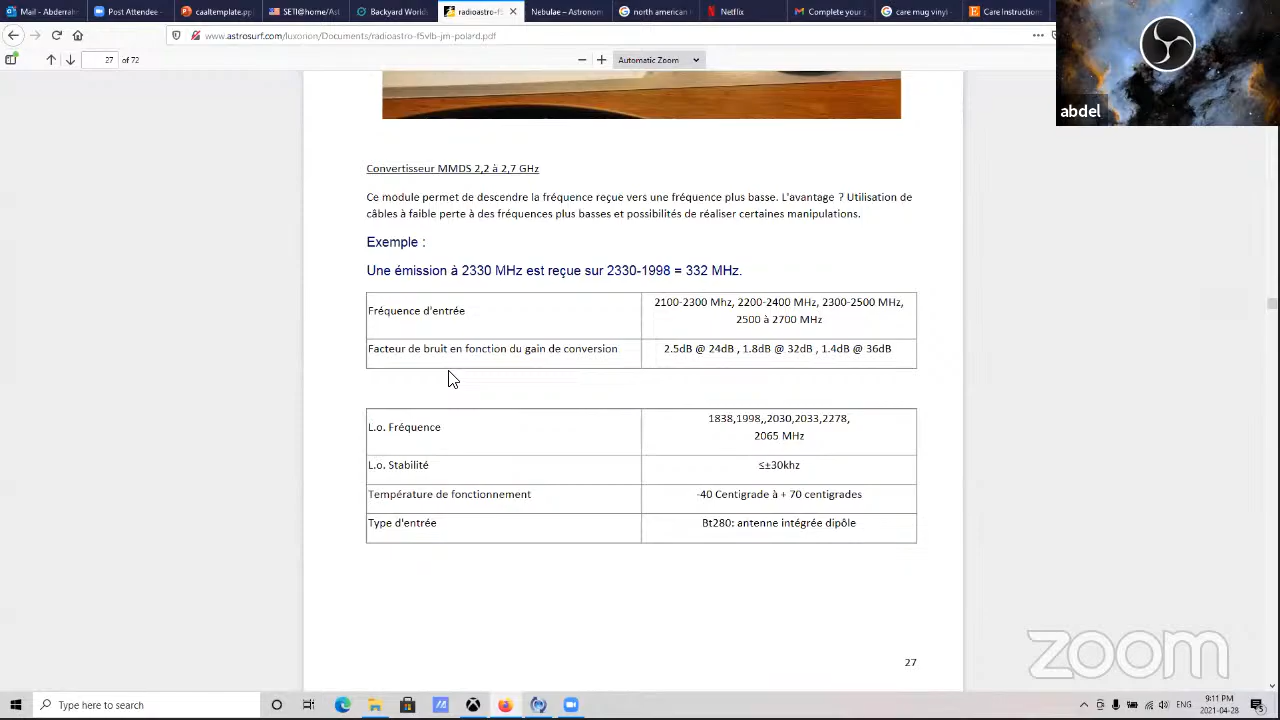 Mail - Abderrahi
Post Attendee -
caaltemplate.pp
SETI@home/Ast
Backyard Worlds
radioastro-f5
Nebulae – Astronom
north american n
Netflix
Complete your p
care mug vinyl
Care Instruction
www.astrosurf.com/luxorion/Documents/radioastro-f5vlb-jm-polard.pdf
27 of 72
Automatic Zoom
abdel
Convertisseur MMDS 2,2 à 2,7 GHz
Ce module permet de descendre la fréquence reçue vers une fréquence plus basse. L'avantage ? Utilisation de
câbles à faible perte à des fréquences plus basses et possibilités de réaliser certaines manipulations.
Exemple :
Une émission à 2330 MHz est reçue sur 2330-1998 = 332 MHz.
Fréquence d'entrée
2100-2300 Mhz, 2200-2400 MHz, 2300-2500 MHz,
2500 à 2700 MHz
Facteur de bruit en fonction du gain de conversion
2.5dB @ 24dB , 1.8dB @ 32dB , 1.4dB @ 36dB
L.o. Fréquence
1838,1998,,2030,2033,2278,
2065 MHz
L.o. Stabilité
≤±30khz
Température de fonctionnement
-40 Centigrade à + 70 centigrades
Type d'entrée
Bt280: antenne intégrée dipôle
27
zoom
Type here to search
ENG
9:11 PM
2021-04-28